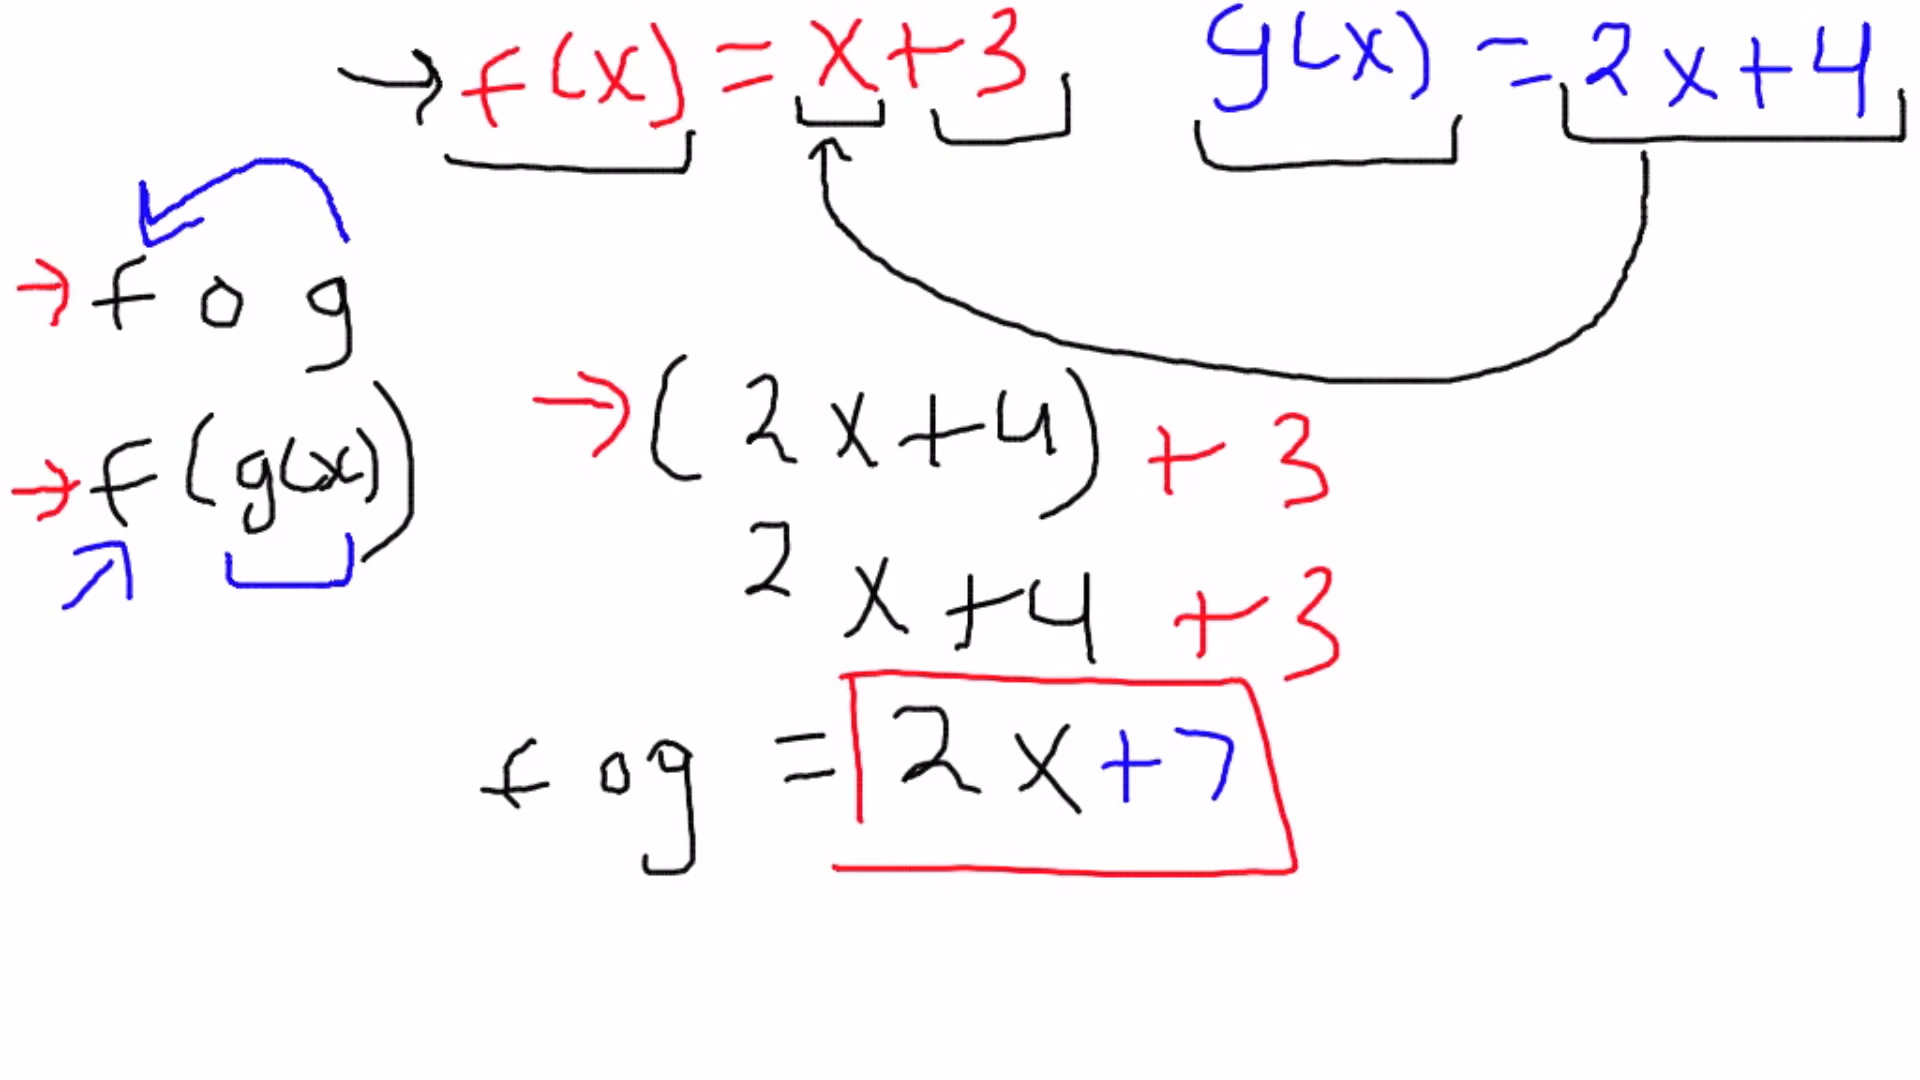 → f(x) = x + 3 g(x) = 2x + 4
→ f o g
→ (2x + 4) + 3
→ f(g(x))
2x + 4 + 3
f o g = 2x + 7